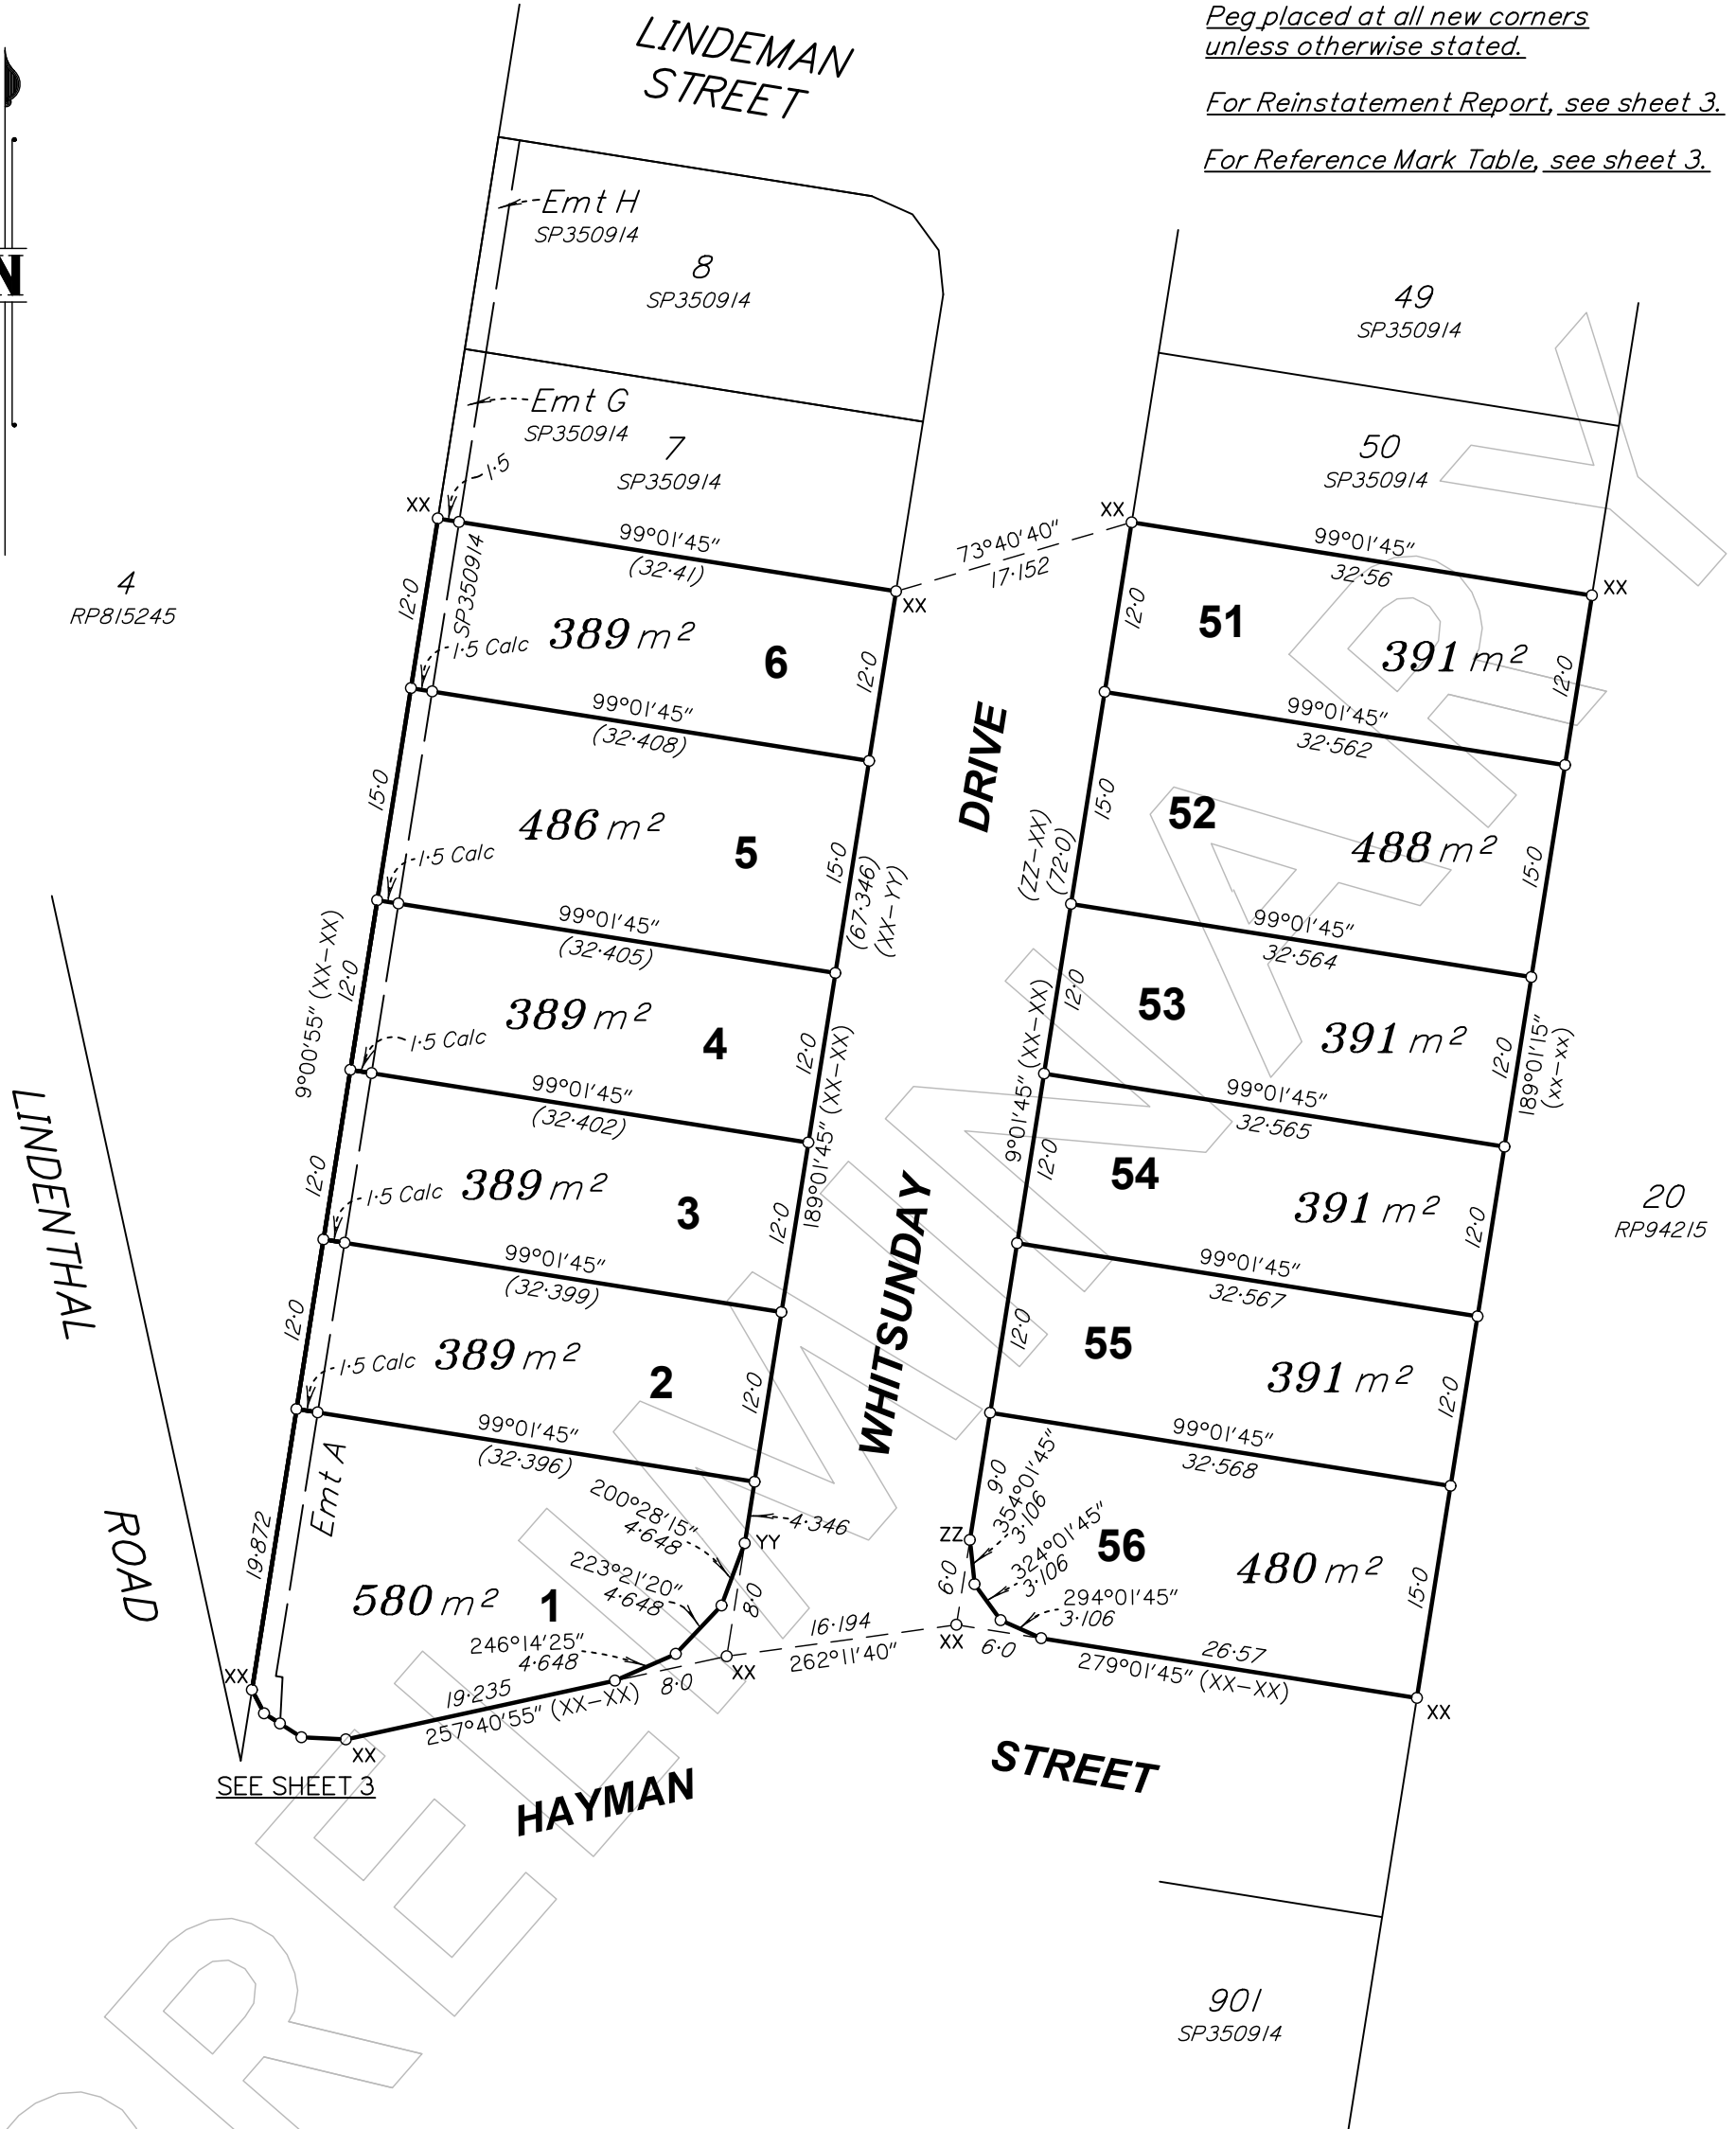 Peg placed at all new corners
unless otherwise stated.
For Reinstatement Report, see sheet 3.
For Reference Mark Table, see sheet 3.
LINDEMAN
STREET
N
Emt H
SP350914
8
SP350914
49
SP350914
Emt G
SP350914
7
SP350914
1·5
50
SP350914
XX
99°01'45"
(32·41)
XX
73°40'40"
17·152
XX
99°01'45"
32·56
XX
4
RP815245
12·0
SP350914
1·5 Calc
389 m²
6
12·0
12·0
51
391 m²
12·0
99°01'45"
(32·408)
99°01'45"
32·562
15·0
486 m²
5
15·0
(67·346)
(XX-YY)
DRIVE
15·0
(ZZ-XX)
(72·0)
52
488 m²
15·0
1·5 Calc
99°01'45"
(32·405)
99°01'45"
32·564
9°00'55" (XX-XX)
12·0
1·5 Calc
389 m²
4
12·0
189°01'45" (XX-XX)
12·0
9°01'45" (XX-XX)
53
391 m²
12·0
189°01'15"
(xx-xx)
99°01'45"
(32·402)
99°01'45"
32·565
LINDENTHAL
12·0
1·5 Calc
389 m²
3
12·0
WHITSUNDAY
12·0
54
391 m²
12·0
20
RP94215
99°01'45"
(32·399)
99°01'45"
32·567
12·0
1·5 Calc
389 m²
2
12·0
12·0
55
391 m²
12·0
99°01'45"
(32·396)
99°01'45"
32·568
ROAD
19·872
Emt A
580 m²
1
200°28'15"
4·648
4·346
YY
223°21'20"
4·648
8·0
246°14'25"
4·648
XX
8·0
16·194
262°11'40"
9·0
ZZ
354°01'45"
3·106
324°01'45"
3·106
294°01'45"
3·106
6·0
XX
6·0
56
480 m²
15·0
26·57
279°01'45" (XX-XX)
XX
XX
19·235
257°40'55" (XX-XX)
XX
SEE SHEET 3
HAYMAN
STREET
901
SP350914